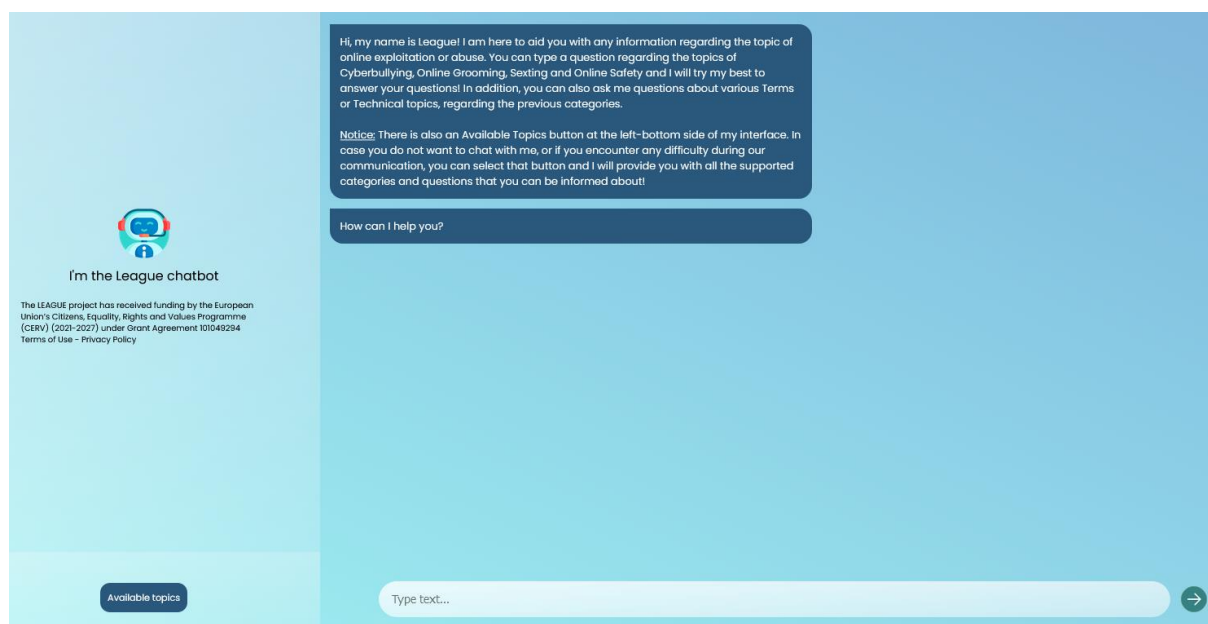 Hi, my name is League! I am here to aid you with any information regarding the topic of
online exploitation or abuse. You can type a question regarding the topics of
Cyberbullying, Online Grooming, Sexting and Online Safety and I will try my best to
answer your questions! In addition, you can also ask me questions about various Terms
or Technical topics, regarding the previous categories.
Notice: There is also an Available Topics button at the left-bottom side of my interface. In
case you do not want to chat with me, or if you encounter any difficulty during our
communication, you can select that button and I will provide you with all the supported
categories and questions that you can be informed about!
How can I help you?
I'm the League chatbot
The LEAGUE project has received funding by the European
Union's Citizens, Equality, Rights and Values Programme
(CERV) (2021-2027) under Grant Agreement 101049294
Terms of Use - Privacy Policy
Available topics
Type text...